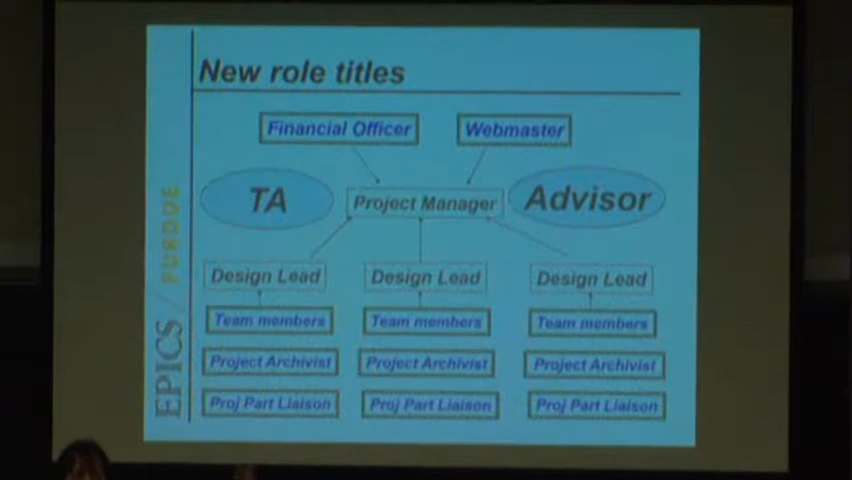 New role titles
Financial Officer
Webmaster
TA
Project Manager
Advisor
Design Lead
Design Lead
Design Lead
Team members
Team members
Team members
Project Archivist
Project Archivist
Project Archivist
Proj Part Liaison
Proj Part Liaison
Proj Part Liaison
EPICS / PURDUE